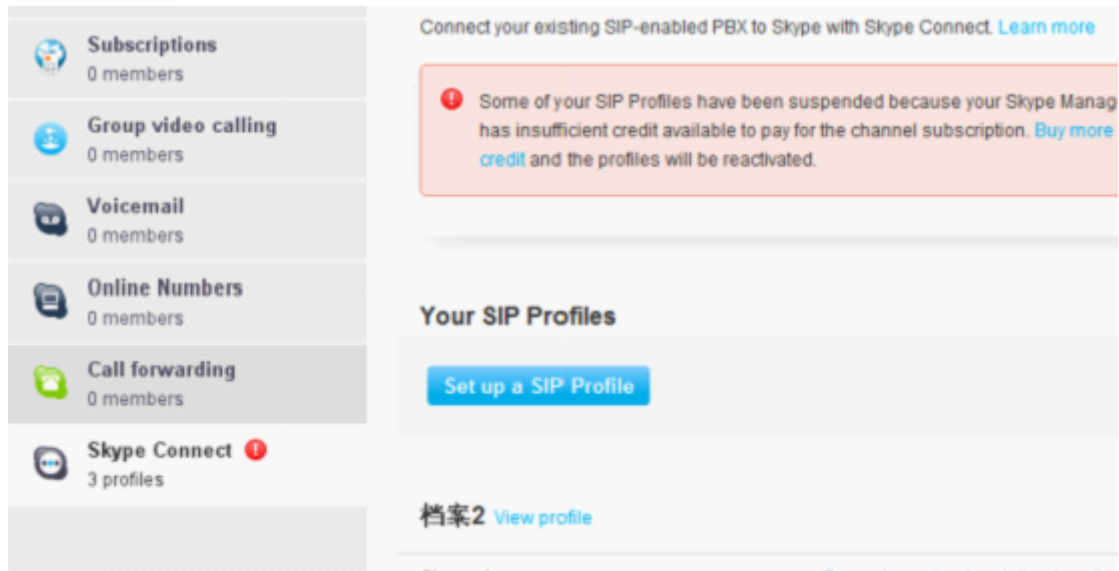 Subscriptions
0 members
Group video calling
0 members
Voicemail
0 members
Online Numbers
0 members
Call forwarding
0 members
Skype Connect
3 profiles
Connect your existing SIP-enabled PBX to Skype with Skype Connect. Learn more
Some of your SIP Profiles have been suspended because your Skype Manag
has insufficient credit available to pay for the channel subscription. Buy more
credit and the profiles will be reactivated.
Your SIP Profiles
Set up a SIP Profile
档案2 View profile